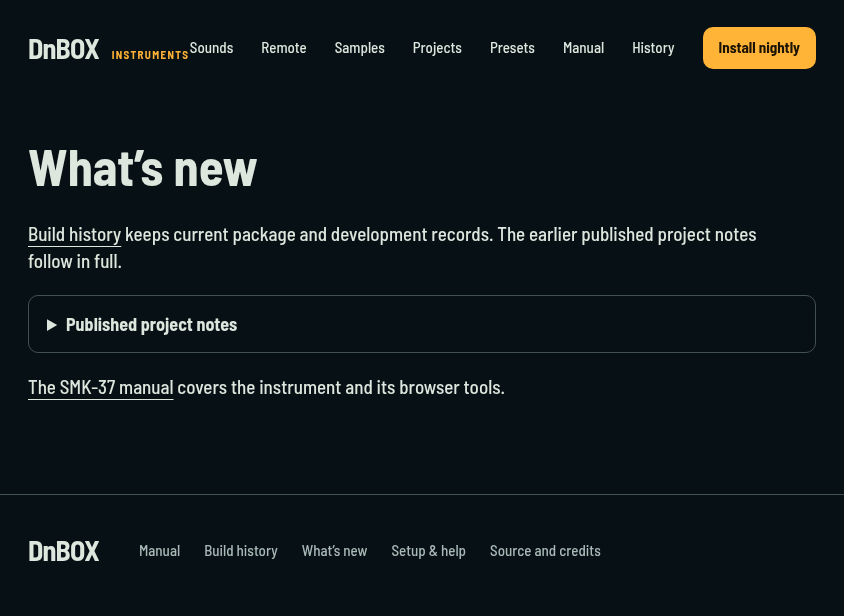 DnBOX INSTRUMENTS Sounds Remote Samples Projects Presets Manual History Install nightly
What’s new
Build history keeps current package and development records. The earlier published project notes
follow in full.
Published project notes
The SMK-37 manual covers the instrument and its browser tools.
DnBOX Manual Build history What’s new Setup & help Source and credits